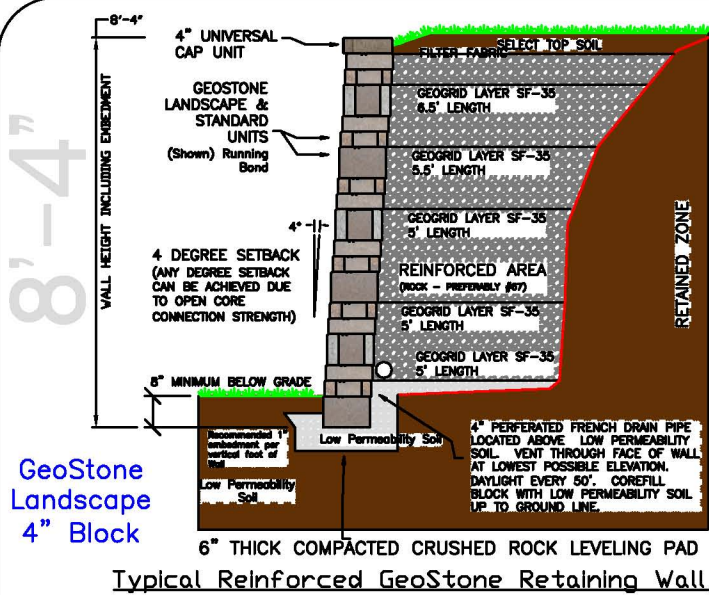 8'-4"
4" UNIVERSAL
CAP UNIT
SELECT TOP SOIL
FILTER FABRIC
GEOSTONE
LANDSCAPE &
STANDARD
UNITS
(Shown) Running
Bond
GEOGRID LAYER SF-35
6.5' LENGTH
GEOGRID LAYER SF-35
5.5' LENGTH
GEOGRID LAYER SF-35
5' LENGTH
8'-4"
WALL HEIGHT INCLUDING EMBEDMENT
4°
4 DEGREE SETBACK
(ANY DEGREE SETBACK
CAN BE ACHIEVED DUE
TO OPEN CORE
CONNECTION STRENGTH)
REINFORCED AREA
(ROCK - PREFERABLY #67)
RETAINED ZONE
GEOGRID LAYER SF-35
5' LENGTH
GEOGRID LAYER SF-35
5' LENGTH
8" MINIMUM BELOW GRADE
Recommended 1"
embedment per
vertical foot of
Wall
Low Permeability Soil
Low Permeability
Soil
4" PERFERATED FRENCH DRAIN PIPE
LOCATED ABOVE LOW PERMEABILITY
SOIL. VENT THROUGH FACE OF WALL
AT LOWEST POSSIBLE ELEVATION.
DAYLIGHT EVERY 50'. COREFILL
BLOCK WITH LOW PERMEABILITY SOIL
UP TO GROUND LINE.
GeoStone
Landscape
4" Block
6" THICK COMPACTED CRUSHED ROCK LEVELING PAD
Typical Reinforced GeoStone Retaining Wall